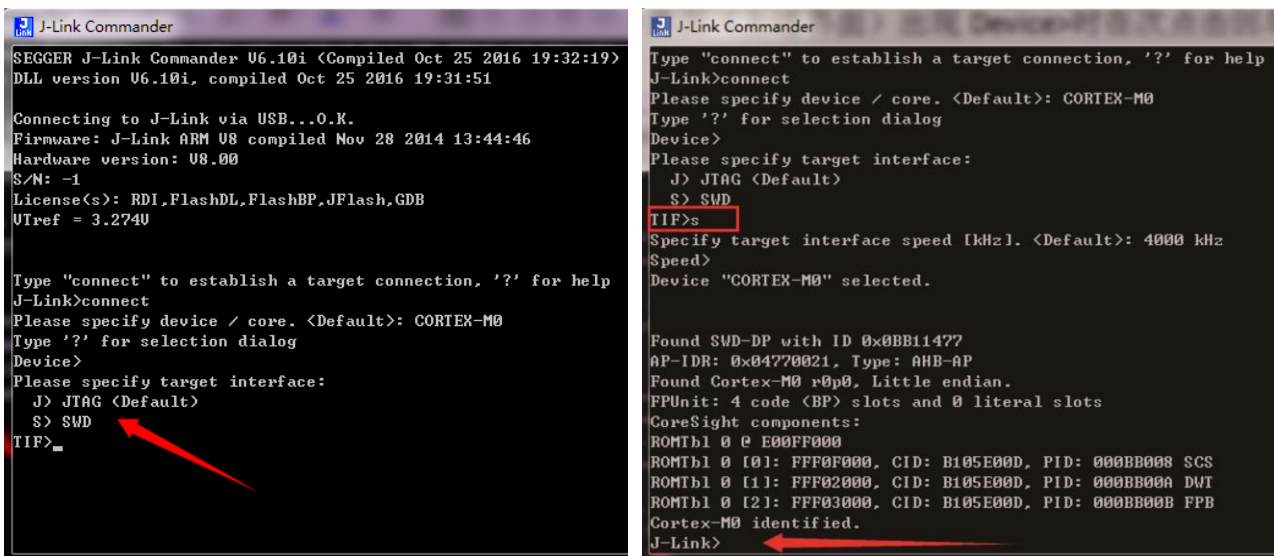 J-Link Commander
SEGGER J-Link Commander V6.10i (Compiled Oct 25 2016 19:32:19)
DLL version V6.10i, compiled Oct 25 2016 19:31:51
Connecting to J-Link via USB...O.K.
Firmware: J-Link ARM V8 compiled Nov 28 2014 13:44:46
Hardware version: V8.00
S/N: -1
License(s): RDI,FlashDL,FlashBP,JFlash,GDB
VTref = 3.274V
Type "connect" to establish a target connection, '?' for help
J-Link>connect
Please specify device / core. <Default>: CORTEX-M0
Type '?' for selection dialog
Device>
Please specify target interface:
J) JTAG (Default)
S) SWD
TIF>_
J-Link Commander
Type "connect" to establish a target connection, '?' for help
J-Link>connect
Please specify device / core. <Default>: CORTEX-M0
Type '?' for selection dialog
Device>
Please specify target interface:
J) JTAG (Default)
S) SWD
TIF>s
Specify target interface speed [kHz]. <Default>: 4000 kHz
Speed>
Device "CORTEX-M0" selected.
Found SWD-DP with ID 0x0BB11477
AP-IDR: 0x04770021, Type: AHB-AP
Found Cortex-M0 r0p0, Little endian.
FPUnit: 4 code (BP) slots and 0 literal slots
CoreSight components:
ROMTbl 0 @ E00FF000
ROMTbl 0 [0]: FFF0F000, CID: B105E00D, PID: 000BB008 SCS
ROMTbl 0 [1]: FFF02000, CID: B105E00D, PID: 000BB00A DWT
ROMTbl 0 [2]: FFF03000, CID: B105E00D, PID: 000BB00B FPB
Cortex-M0 identified.
J-Link>